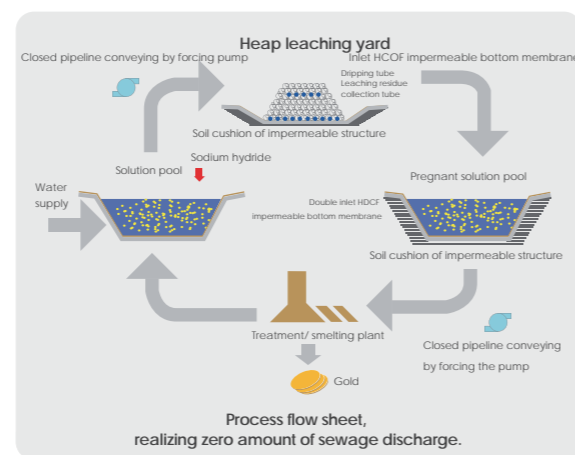 Heap leaching yard
Closed pipeline conveying by forcing pump
Inlet HCOF impermeable bottom membrane
Dripping tube
Leaching residue
collection tube
Soil cushion of impermeable structure
Solution pool
Sodium hydride
Water
supply
Pregnant solution pool
Double inlet HDCF
impermeable bottom membrane
Soil cushion of impermeable structure
Treatment/ smelting plant
Closed pipeline conveying
by forcing the pump
Gold
Process flow sheet,
realizing zero amount of sewage discharge.